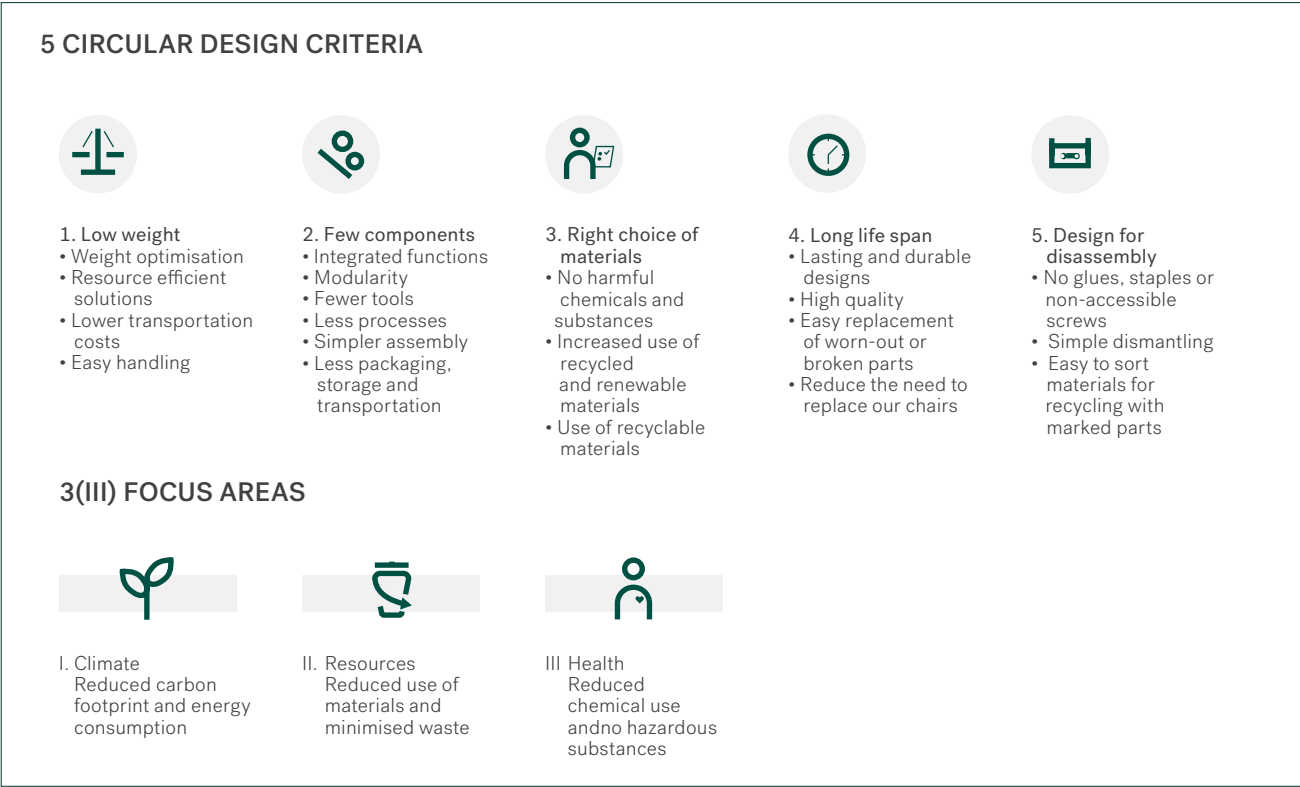 5 CIRCULAR DESIGN CRITERIA
1. Low weight
• Weight optimisation
• Resource efficient
solutions
• Lower transportation
costs
• Easy handling
2. Few components
• Integrated functions
• Modularity
• Fewer tools
• Less processes
• Simpler assembly
• Less packaging,
storage and
transportation
3. Right choice of
materials
• No harmful
chemicals and
substances
• Increased use of
recycled
and renewable
materials
• Use of recyclable
materials
4. Long life span
• Lasting and durable
designs
• High quality
• Easy replacement
of worn-out or
broken parts
• Reduce the need to
replace our chairs
5. Design for
disassembly
• No glues, staples or
non-accessible
screws
• Simple dismantling
• Easy to sort
materials for
recycling with
marked parts
3(III) FOCUS AREAS
I. Climate
Reduced carbon
footprint and energy
consumption
II. Resources
Reduced use of
materials and
minimised waste
III Health
Reduced
chemical use
andno hazardous
substances